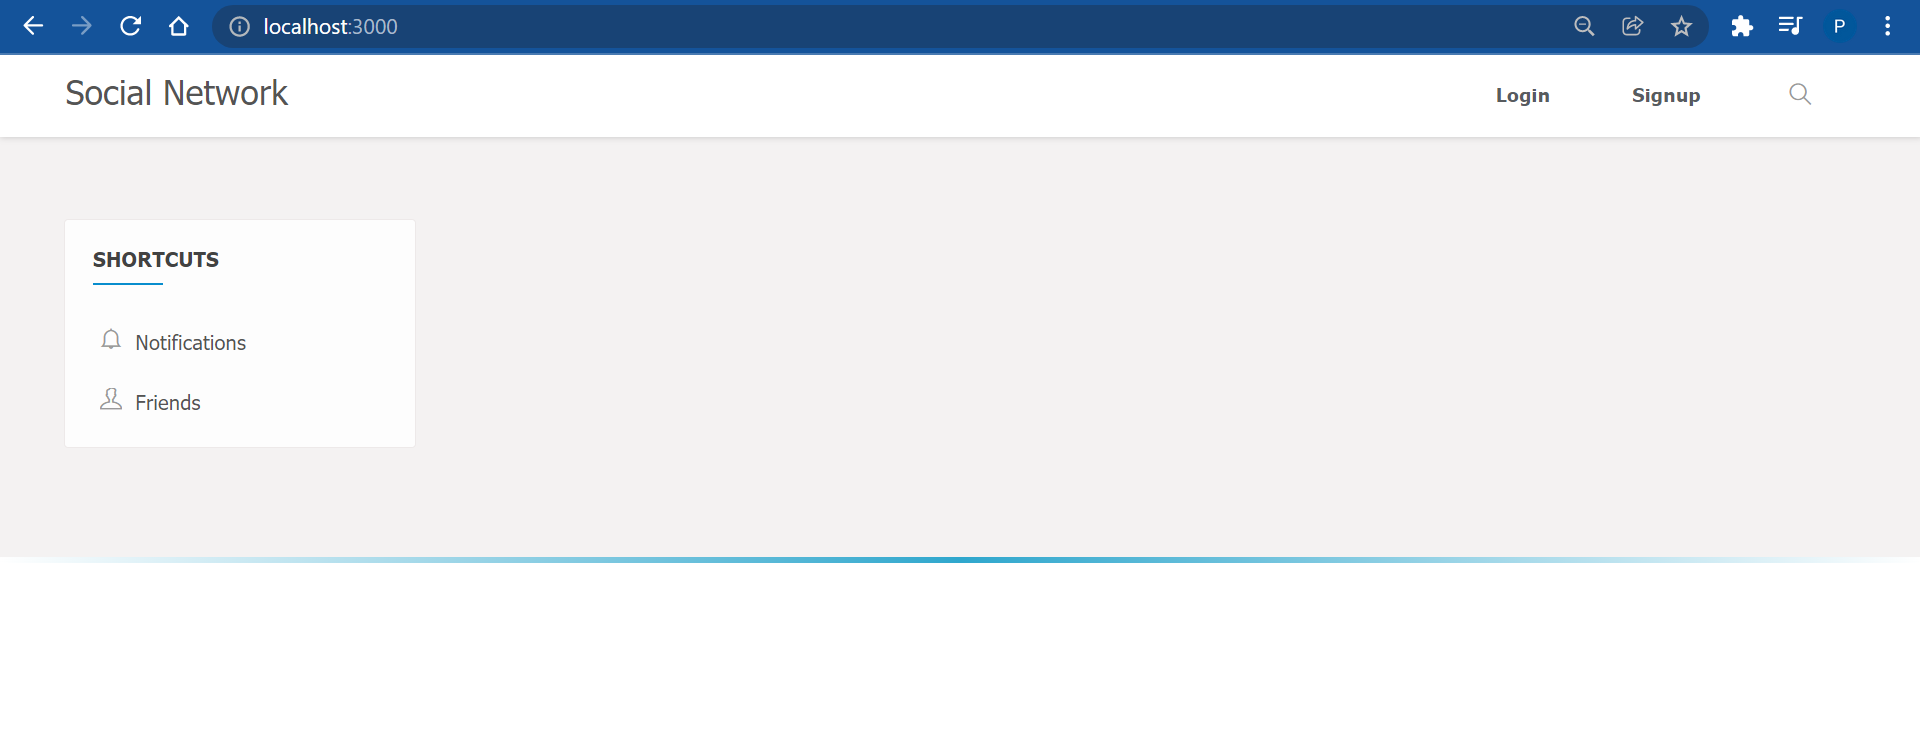 localhost:3000
P
Social Network
Login Signup
SHORTCUTS
Notifications
Friends